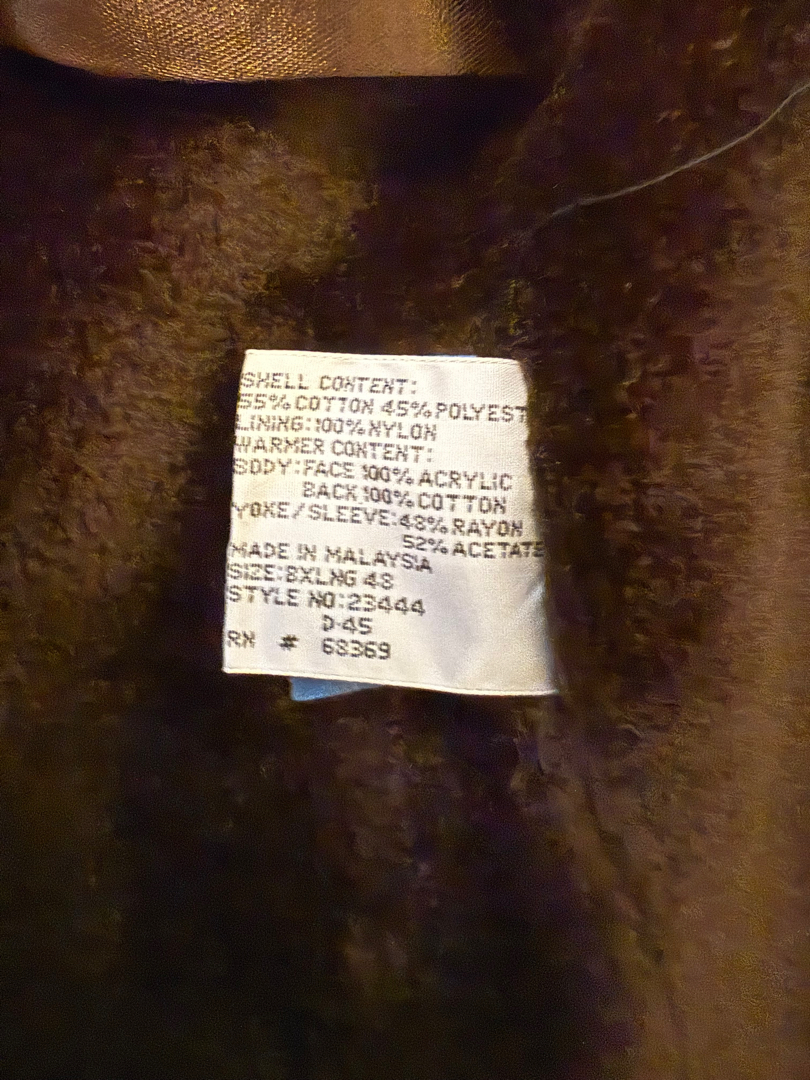 SHELL CONTENT:
55% COTTON 45% POLYEST
LINING: 100% NYLON
WARMER CONTENT:
BODY: FACE 100% ACRYLIC
BACK 100% COTTON
YOKE/SLEEVE: 48% RAYON
52% ACETATE
MADE IN MALAYSIA
SIZE: BXLNG 48
STYLE NO: 23444
D-45
RN # 68369